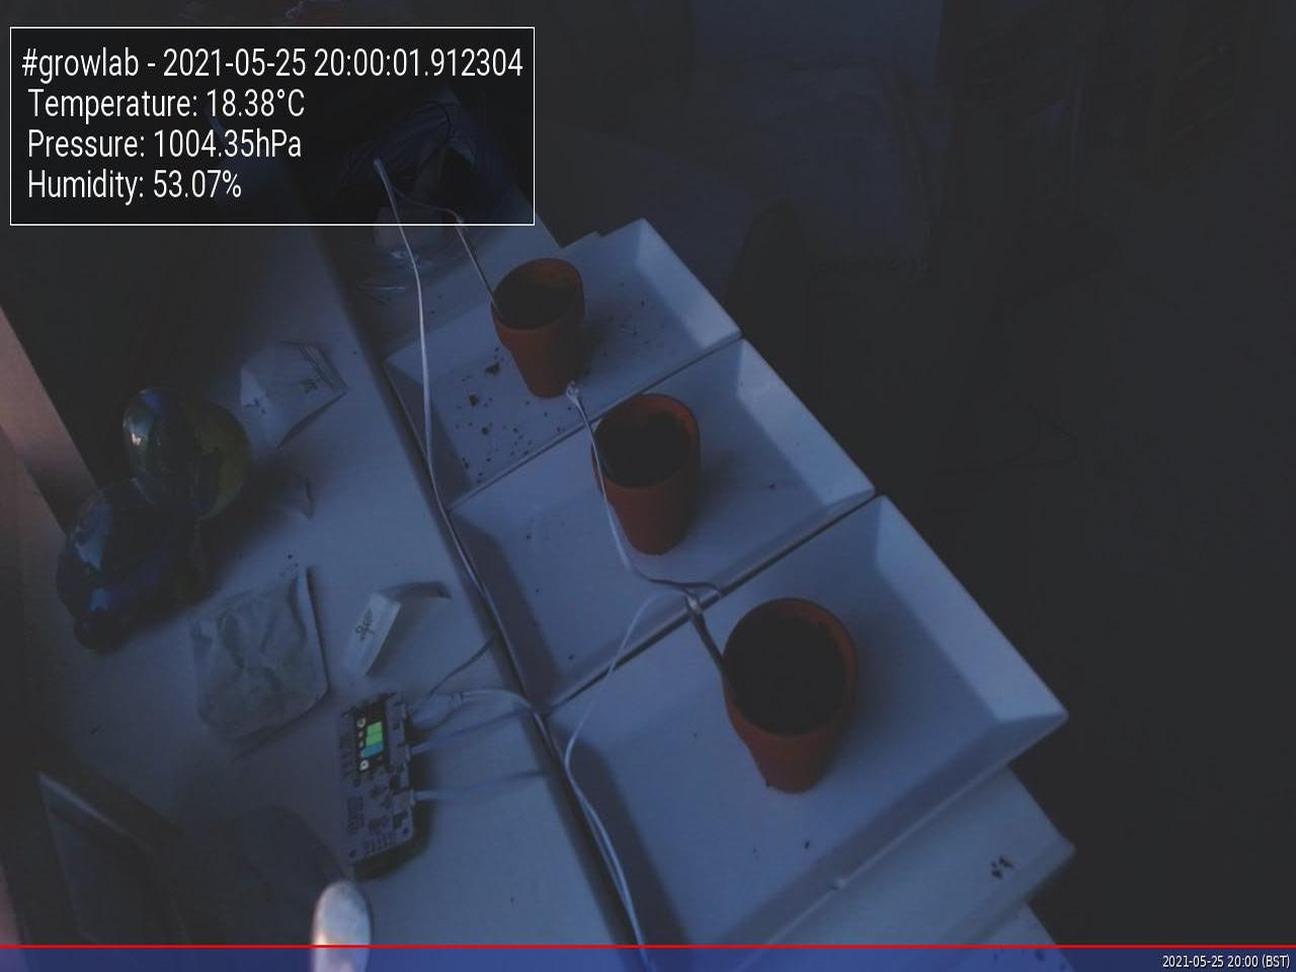 #growlab - 2021-05-25 20:00:01.912304
Temperature: 18.38°C
Pressure: 1004.35hPa
Humidity: 53.07%
2021-05-25 20:00 (BST)